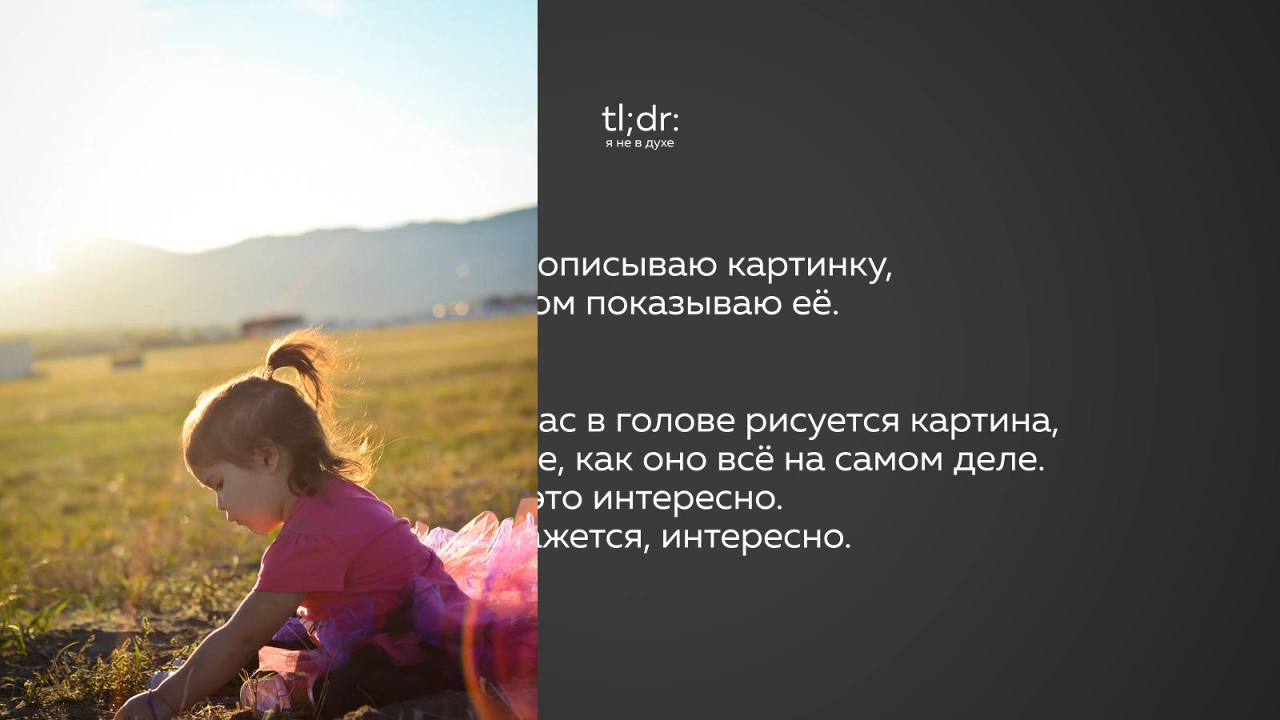 tl;dr:
я не в духе
описываю картинку,
ом показываю её.
ас в голове рисуется картина,
е, как оно всё на самом деле.
это интересно.
ажется, интересно.